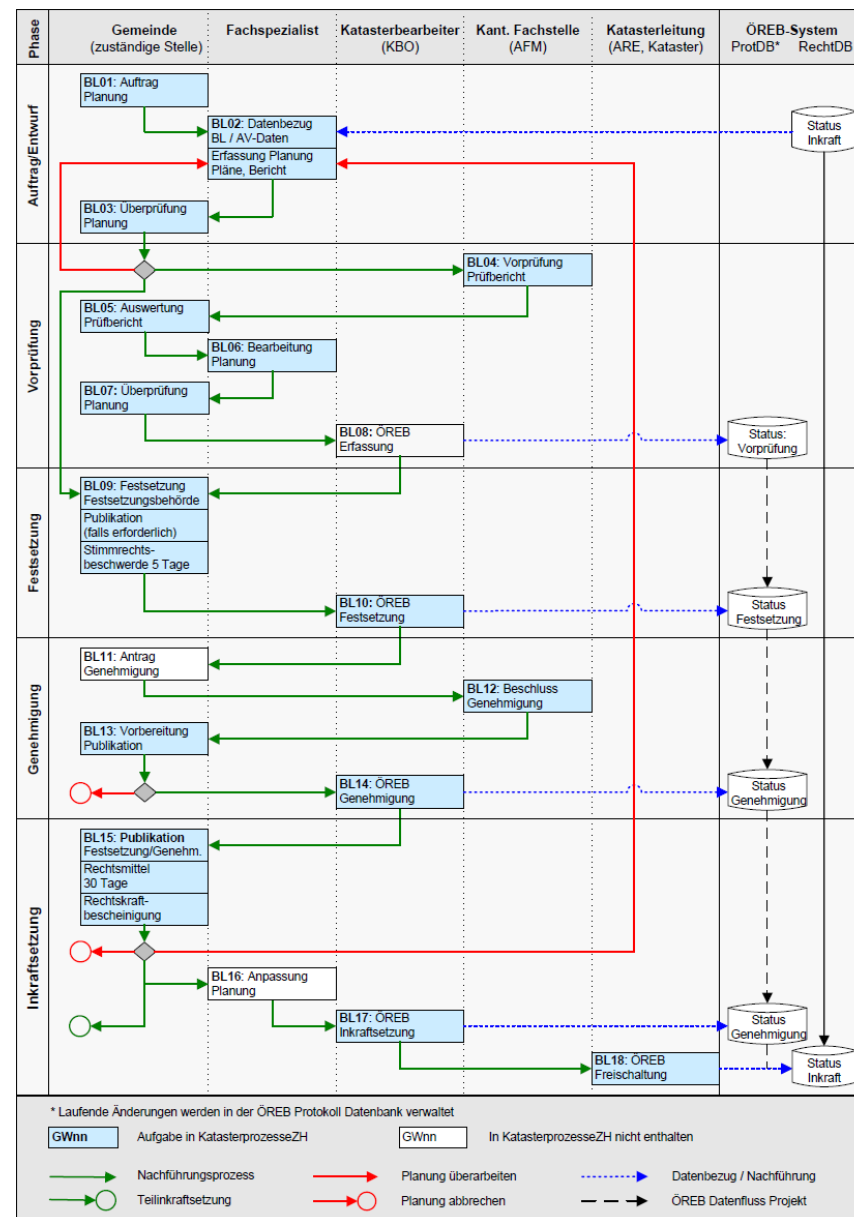 Phase
Gemeinde
(zuständige Stelle)
Fachspezialist
Katasterbearbeiter
(KBO)
Kant. Fachstelle
(AFM)
Katasterleitung
(ARE, Kataster)
ÖREB-System
ProtDB* RechtDB
Auftrag/Entwurf
BL01: Auftrag
Planung
BL02: Datenbezug
BL / AV-Daten
Erfassung Planung
Pläne, Bericht
Status
Inkraft
BL03: Überprüfung
Planung
Vorprüfung
BL04: Vorprüfung
Prüfbericht
BL05: Auswertung
Prüfbericht
BL06: Bearbeitung
Planung
BL07: Überprüfung
Planung
BL08: ÖREB
Erfassung
Status:
Vorprüfung
Festsetzung
BL09: Festsetzung
Festsetzungsbehörde
Publikation
(falls erforderlich)
Stimmrechts-
beschwerde 5 Tage
BL10: ÖREB
Festsetzung
Status
Festsetzung
Genehmigung
BL11: Antrag
Genehmigung
BL12: Beschluss
Genehmigung
BL13: Vorbereitung
Publikation
BL14: ÖREB
Genehmigung
Status
Genehmigung
Inkraftsetzung
BL15: Publikation
Festsetzung/Genehm.
Rechtsmittel
30 Tage
Rechtskraft-
bescheinigung
BL16: Anpassung
Planung
BL17: ÖREB
Inkraftsetzung
Status
Genehmigung
BL18: ÖREB
Freischaltung
Status
Inkraft
* Laufende Änderungen werden in der ÖREB Protokoll Datenbank verwaltet
GWnn Aufgabe in KatasterprozesseZH
GWnn In KatasterprozesseZH nicht enthalten
Nachführungsprozess
Planung überarbeiten
Datenbezug / Nachführung
Teilinkraftsetzung
Planung abbrechen
ÖREB Datenfluss Projekt